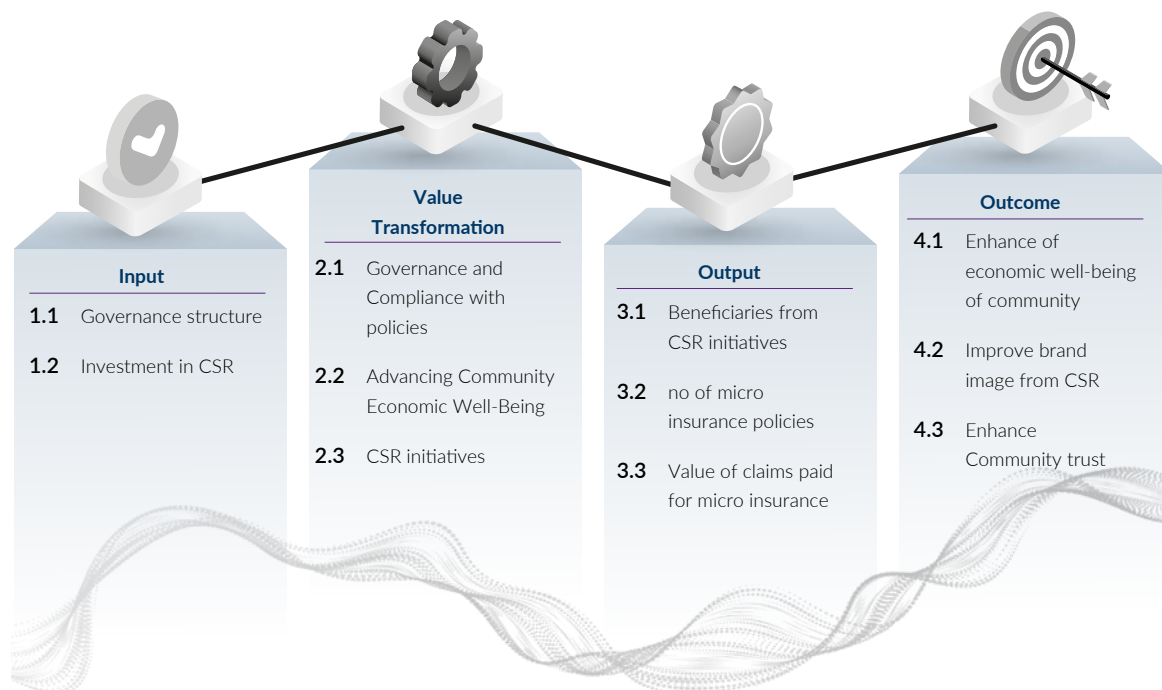 Input
1.1 Governance structure
1.2 Investment in CSR
Value
Transformation
2.1 Governance and
Compliance with
policies
2.2 Advancing Community
Economic Well-Being
2.3 CSR initiatives
Output
3.1 Beneficiaries from
CSR initiatives
3.2 no of micro
insurance policies
3.3 Value of claims paid
for micro insurance
Outcome
4.1 Enhance of
economic well-being
of community
4.2 Improve brand
image from CSR
4.3 Enhance
Community trust